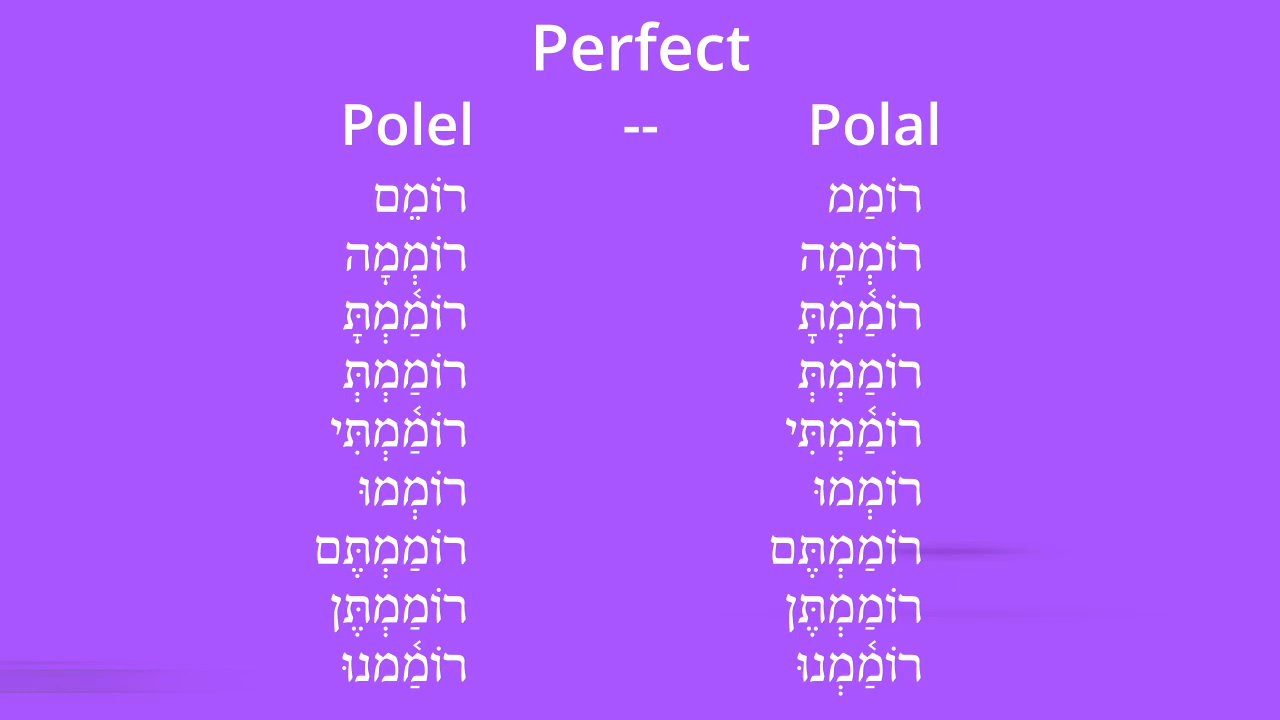 Perfect
Polel -- Polal
רוֹמֵם רוֹמַמ
רוֹמְמָה רוֹמְמָה
רוֹמַ֫מְתָּ רוֹמַ֫מְתָּ
רוֹמַמְתְּ רוֹמַמְתְּ
רוֹמַ֫מְתִּי רוֹמַ֫מְתִּי
רוֹמְמוּ רוֹמְמוּ
רוֹמַמְתֶּם רוֹמַמְתֶּם
רוֹמַמְתֶּן רוֹמַמְתֶּן
רוֹמַ֫מנוּ רוֹמַ֫מְנוּ